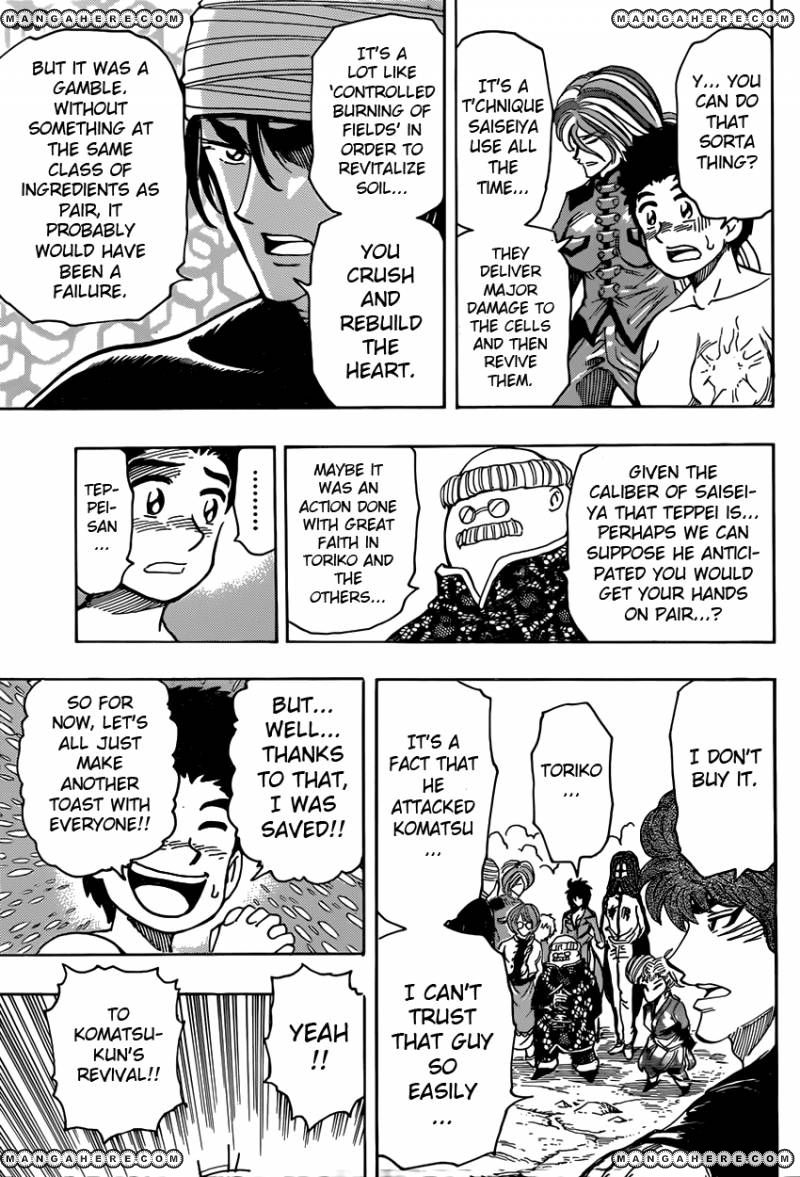 MANGAHERE.COM
MANGAHERE.COM
Y... YOU
CAN DO
THAT
SORTA
THING?
IT'S A
T'CHNIQUE
SAISEIYA
USE ALL
THE
TIME...
THEY
DELIVER
MAJOR
DAMAGE TO
THE CELLS
AND THEN
REVIVE
THEM.
IT'S A
LOT LIKE
'CONTROLLED
BURNING OF
FIELDS' IN
ORDER TO
REVITALIZE
SOIL...
YOU
CRUSH
AND
REBUILD
THE
HEART.
BUT IT WAS A
GAMBLE.
WITHOUT
SOMETHING AT
THE SAME
CLASS OF
INGREDIENTS AS
PAIR, IT
PROBABLY
WOULD HAVE
BEEN A
FAILURE.
GIVEN THE
CALIBER OF SAISEI-
YA THAT TEPPEI IS...
PERHAPS WE CAN
SUPPOSE HE ANTICI-
PATED YOU WOULD
GET YOUR HANDS
ON PAIR...?
MAYBE IT
WAS AN
ACTION DONE
WITH GREAT
FAITH IN
TORIKO AND
THE
OTHERS...
........
TEP-
PEI-
SAN
...
I DON'T
BUY IT.
TORIKO
...
IT'S A
FACT THAT
HE
ATTACKED
KOMATSU
...
I CAN'T
TRUST
THAT GUY
SO
EASILY
...
BUT...
WELL...
THANKS
TO THAT,
I WAS
SAVED!!
SO FOR
NOW, LET'S
ALL JUST
MAKE
ANOTHER
TOAST WITH
EVERYONE!!
YEAH
!!
TO
KOMATSU-
KUN'S
REVIVAL!!
MANGAHERE.COM
MANGAHERE.COM